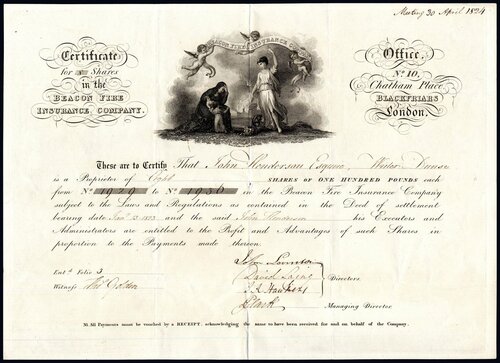 Meeting 30 April 1824
Certificate
for Shares
in the
BEACON FIRE
INSURANCE COMPANY.
BEACON FIRE INSURANCE COMPANY
Office,
No. 10,
Chatham Place,
BLACKFRIARS
London.
These are to Certify That John Henderson Esquire
is a Proprietor of Eight SHARES OF ONE HUNDRED POUNDS each
from No. 1929 to No. 1936 in the Beacon Fire Insurance Company
subject to the Laws and Regulations as contained in the Deed of settlement
bearing date and the said John Henderson his Executors and
Administrators are entitled to the Profit and Advantages of such Shares in
proportion to the Payments made thereon.
John
David
Directors
Entd. Folio 3
Witness
Clark Managing Director
N. All Payments must be vouched by a RECEIPT, acknowledging the same to have been received, for and on behalf of the Company.